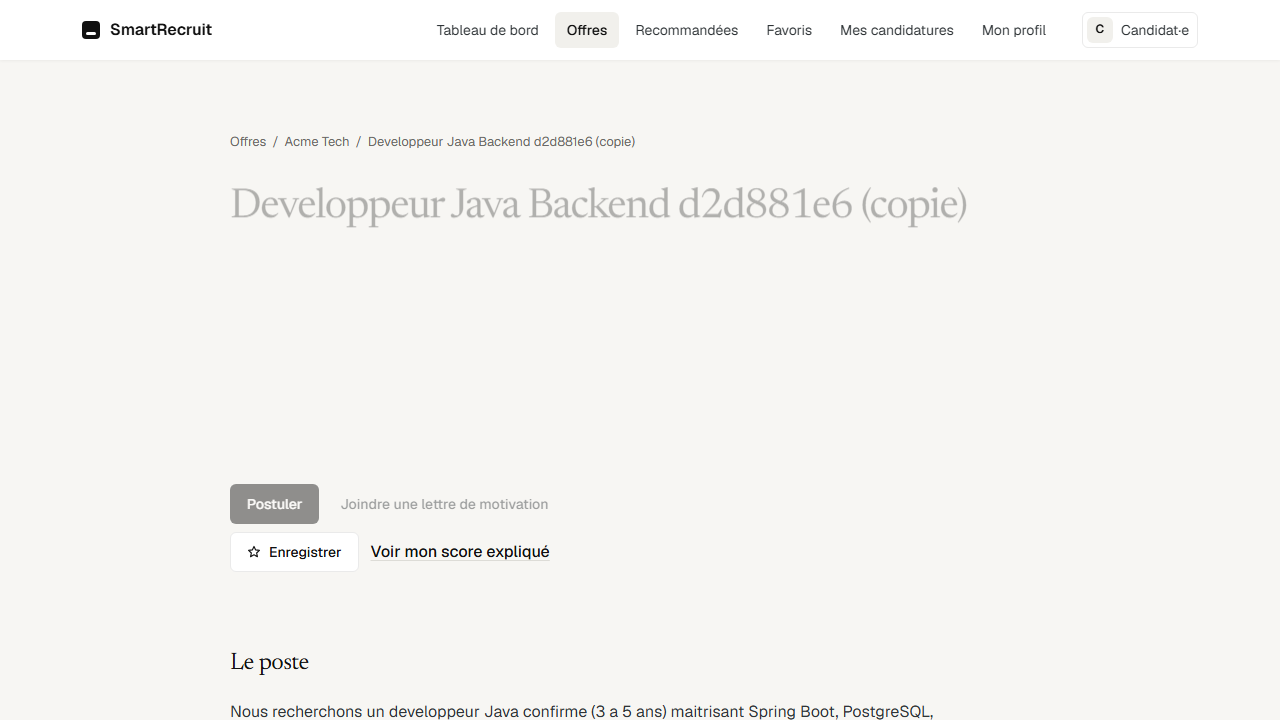 SmartRecruit
Tableau de bord
Offres
Recommandées
Favoris
Mes candidatures
Mon profil
C
Candidat·e
Offres / Acme Tech / Developpeur Java Backend d2d881e6 (copie)
Developpeur Java Backend d2d881e6 (copie)
Postuler
Joindre une lettre de motivation
Enregistrer
Voir mon score expliqué
Le poste
Nous recherchons un developpeur Java confirme (3 a 5 ans) maitrisant Spring Boot, PostgreSQL,